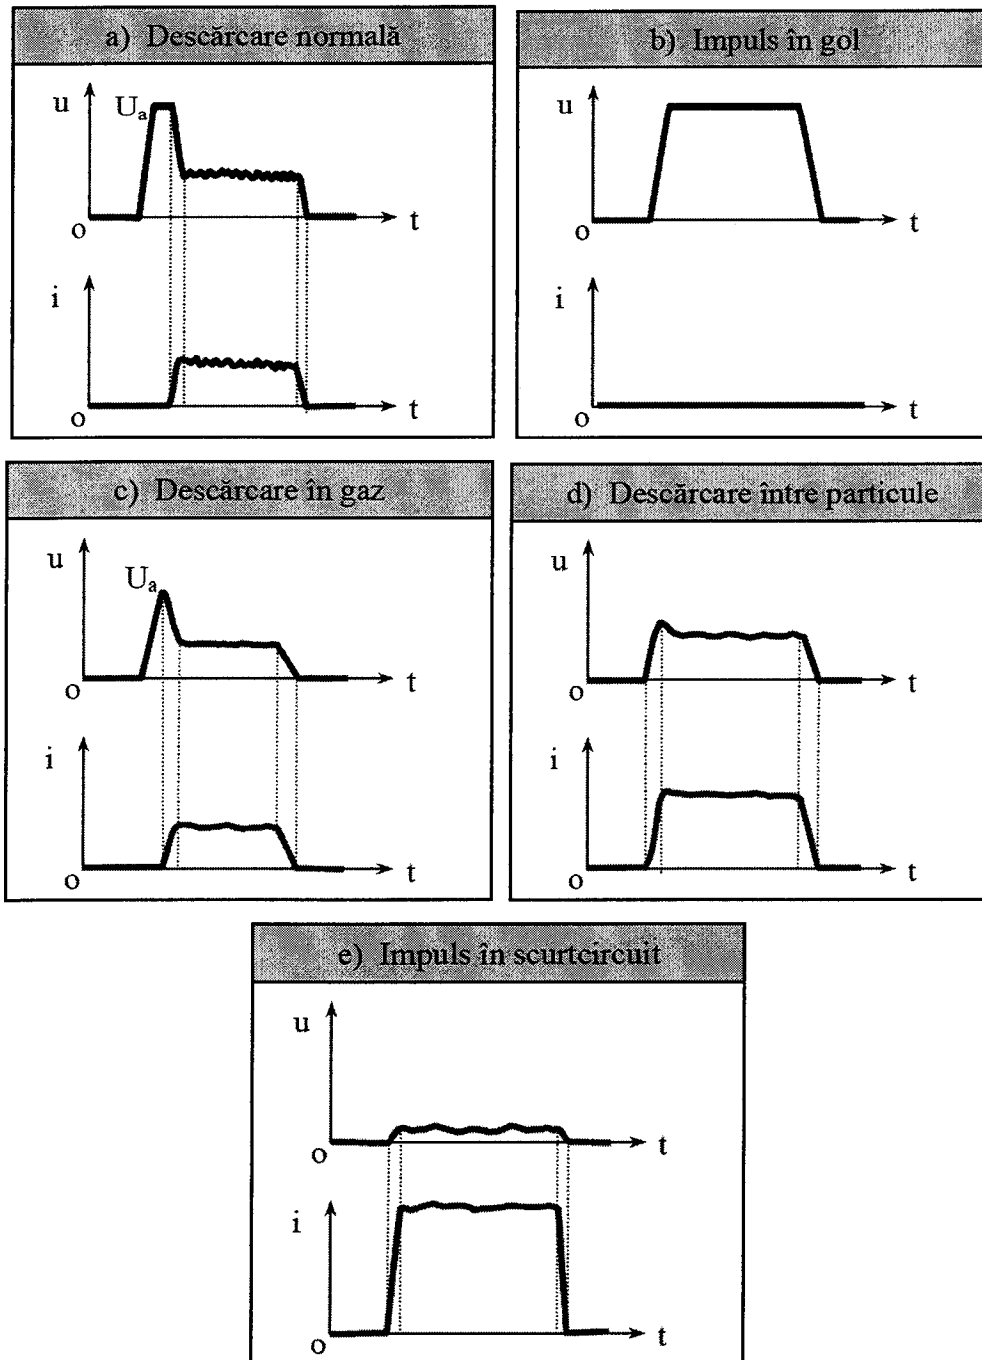 a) Descărcare normală
u
Uₐ
o
t
i
o
t
b) Impuls în gol
u
o
t
i
o
t
c) Descărcare în gaz
u
Uₐ
o
t
i
o
t
d) Descărcare între particule
u
o
t
i
o
t
e) Impuls în scurtcircuit
u
o
t
i
o
t